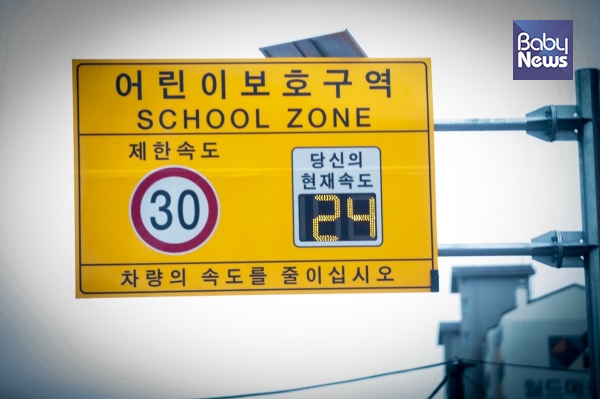 Baby
News
어린이보호구역
SCHOOL ZONE
제한속도
30
당신의
현재속도
24
차량의 속도를 줄이십시오